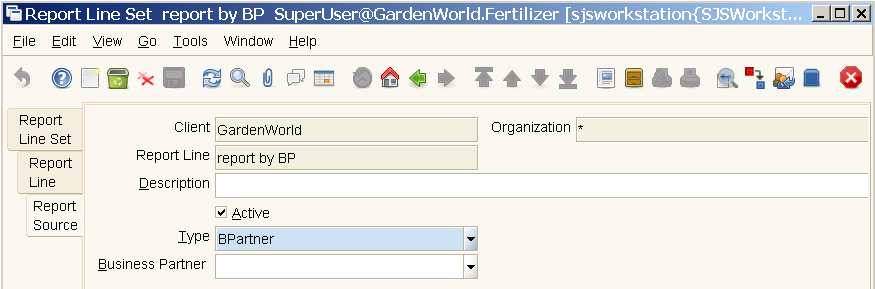 Report Line Set  report by BP  SuperUser@GardenWorld.Fertilizer [sjsworkstation{SJSWorkst...
File Edit View Go Tools Window Help
Report Line Set
Report Line
Report Source
Client GardenWorld Organization *
Report Line report by BP
Description
Active
Type BPartner
Business Partner